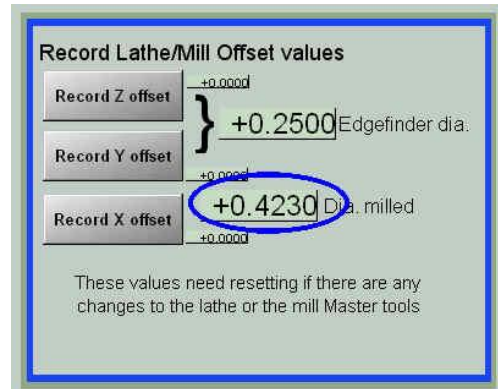 Record Lathe/Mill Offset values
Record Z offset
+0.0000
} +0.2500 Edgefinder dia.
Record Y offset
+0.0000
+0.4230 Dia. milled
Record X offset
+0.0000
These values need resetting if there are any
changes to the lathe or the mill Master tools